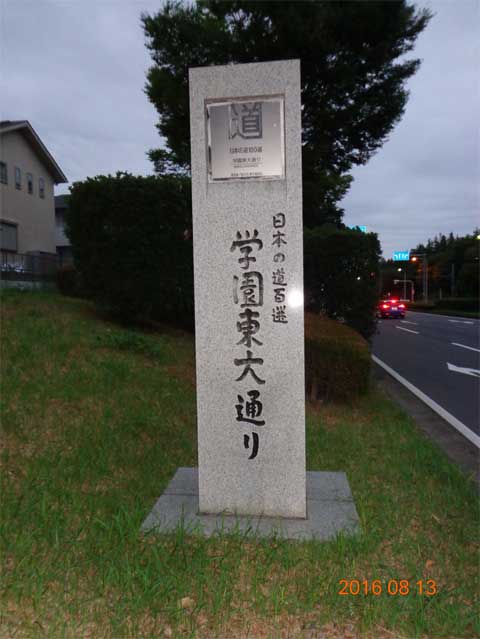 道
日本の道100選
学園東大通り
日本の道百選
学園東大通り
2016 08 13